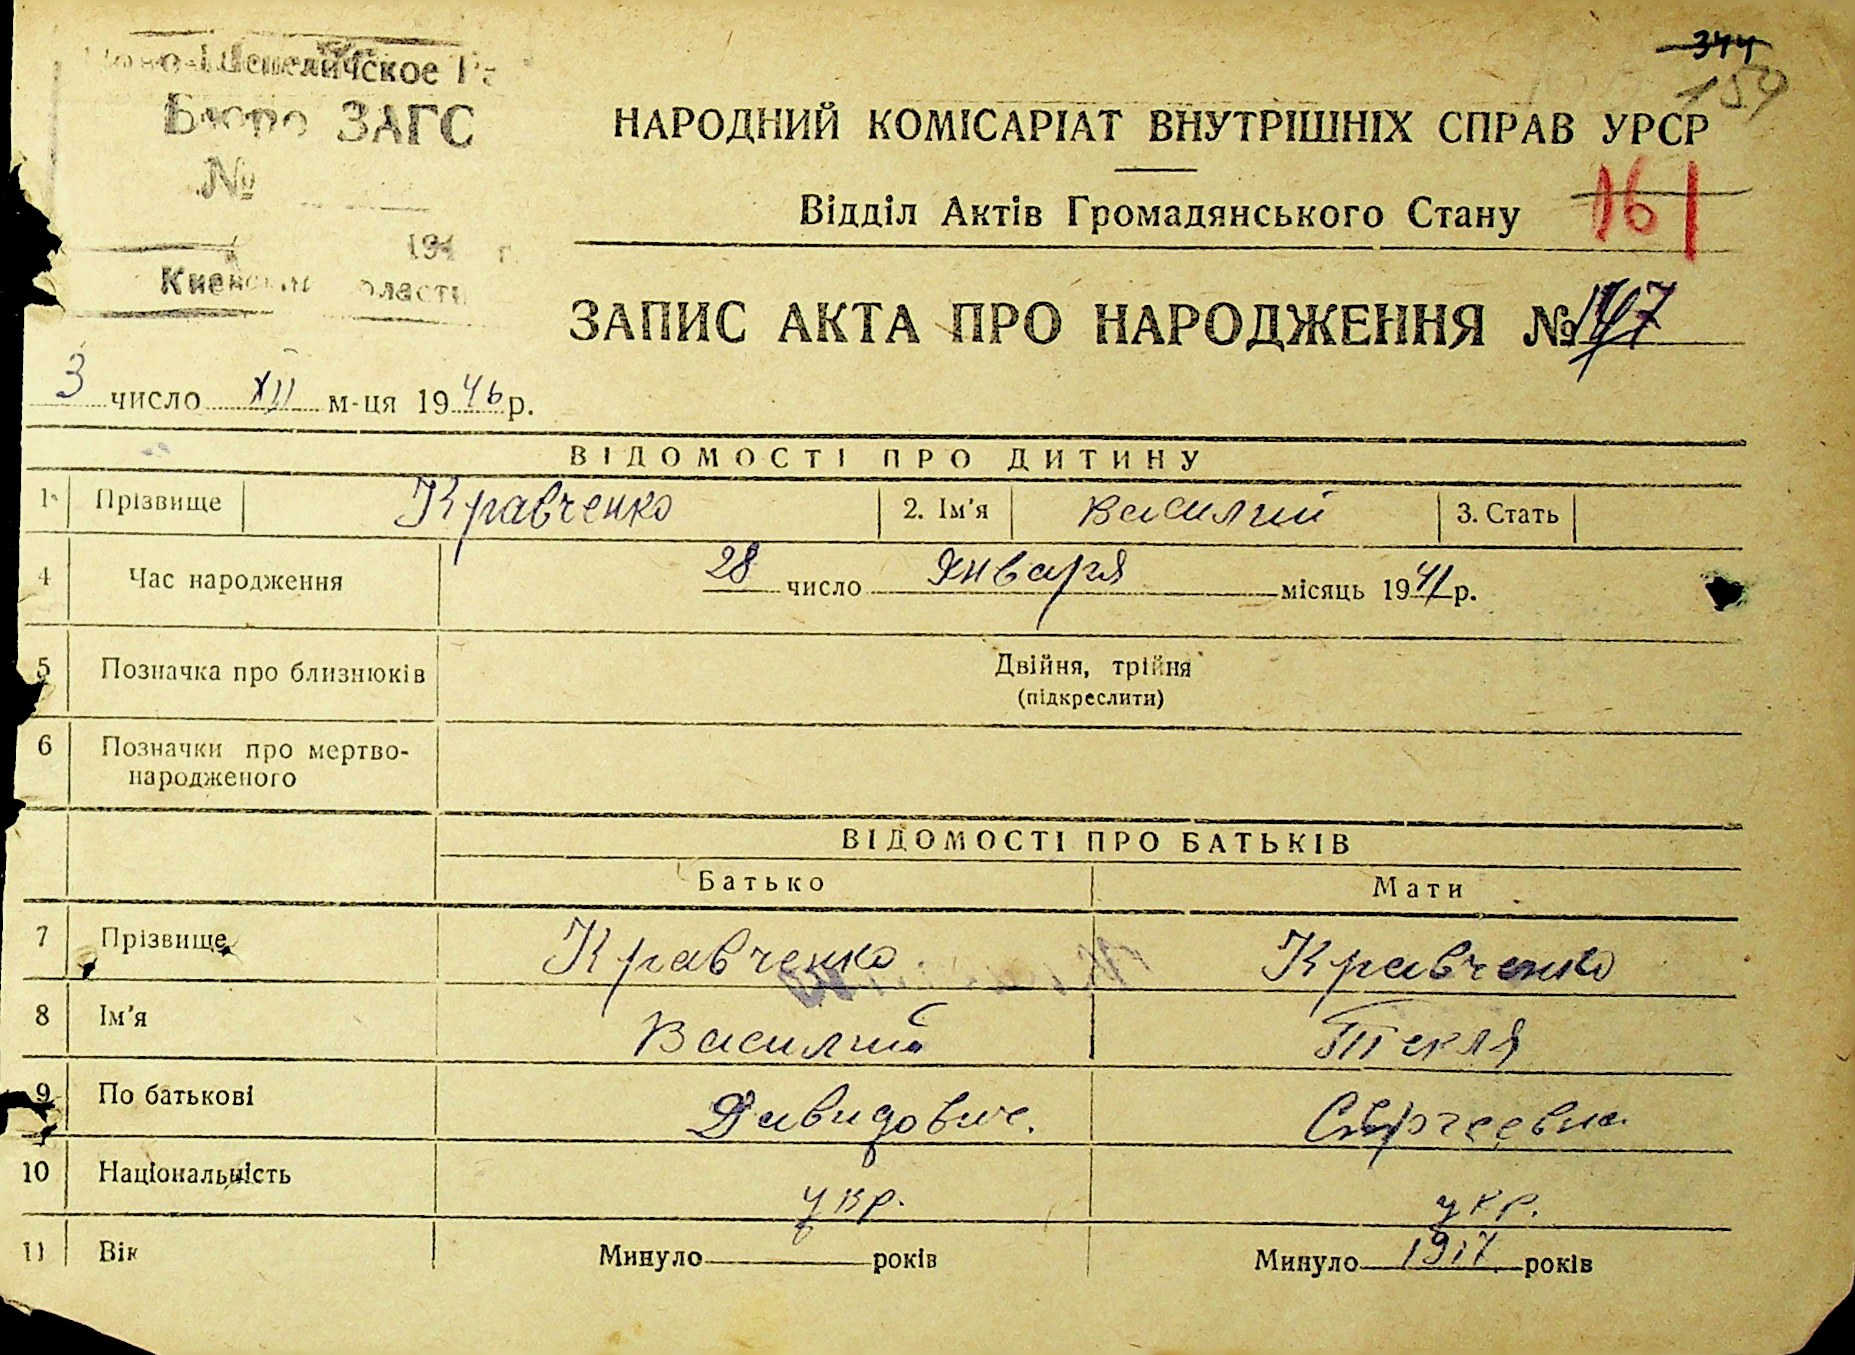 344
159
Ново-Шепеличское Ра
Бюро ЗАГС
№
194 г.
Киевской области
НАРОДНИЙ КОМІСАРІАТ ВНУТРІШНІХ СПРАВ УРСР
Відділ Актів Громадянського Стану
161
ЗАПИС АКТА ПРО НАРОДЖЕННЯ №
3 число XII м-ця 1946 р.
ВІДОМОСТІ ПРО ДИТИНУ
1 Прізвище Кравченко 2. Ім'я Василий 3. Стать
4 Час народження 28 число Января місяць 1941 р.
5 Позначка про близнюків Двійня, трійня
(підкреслити)
6 Позначки про мертво-
народженого
ВІДОМОСТІ ПРО БАТЬКІВ
Батько Мати
7 Прізвище Кравченко Кравченко
8 Ім'я Василий Текля
9 По батькові Давидович. Сергеевна
10 Національність укр. укр.
11 Вік Минуло років Минуло 1917 років